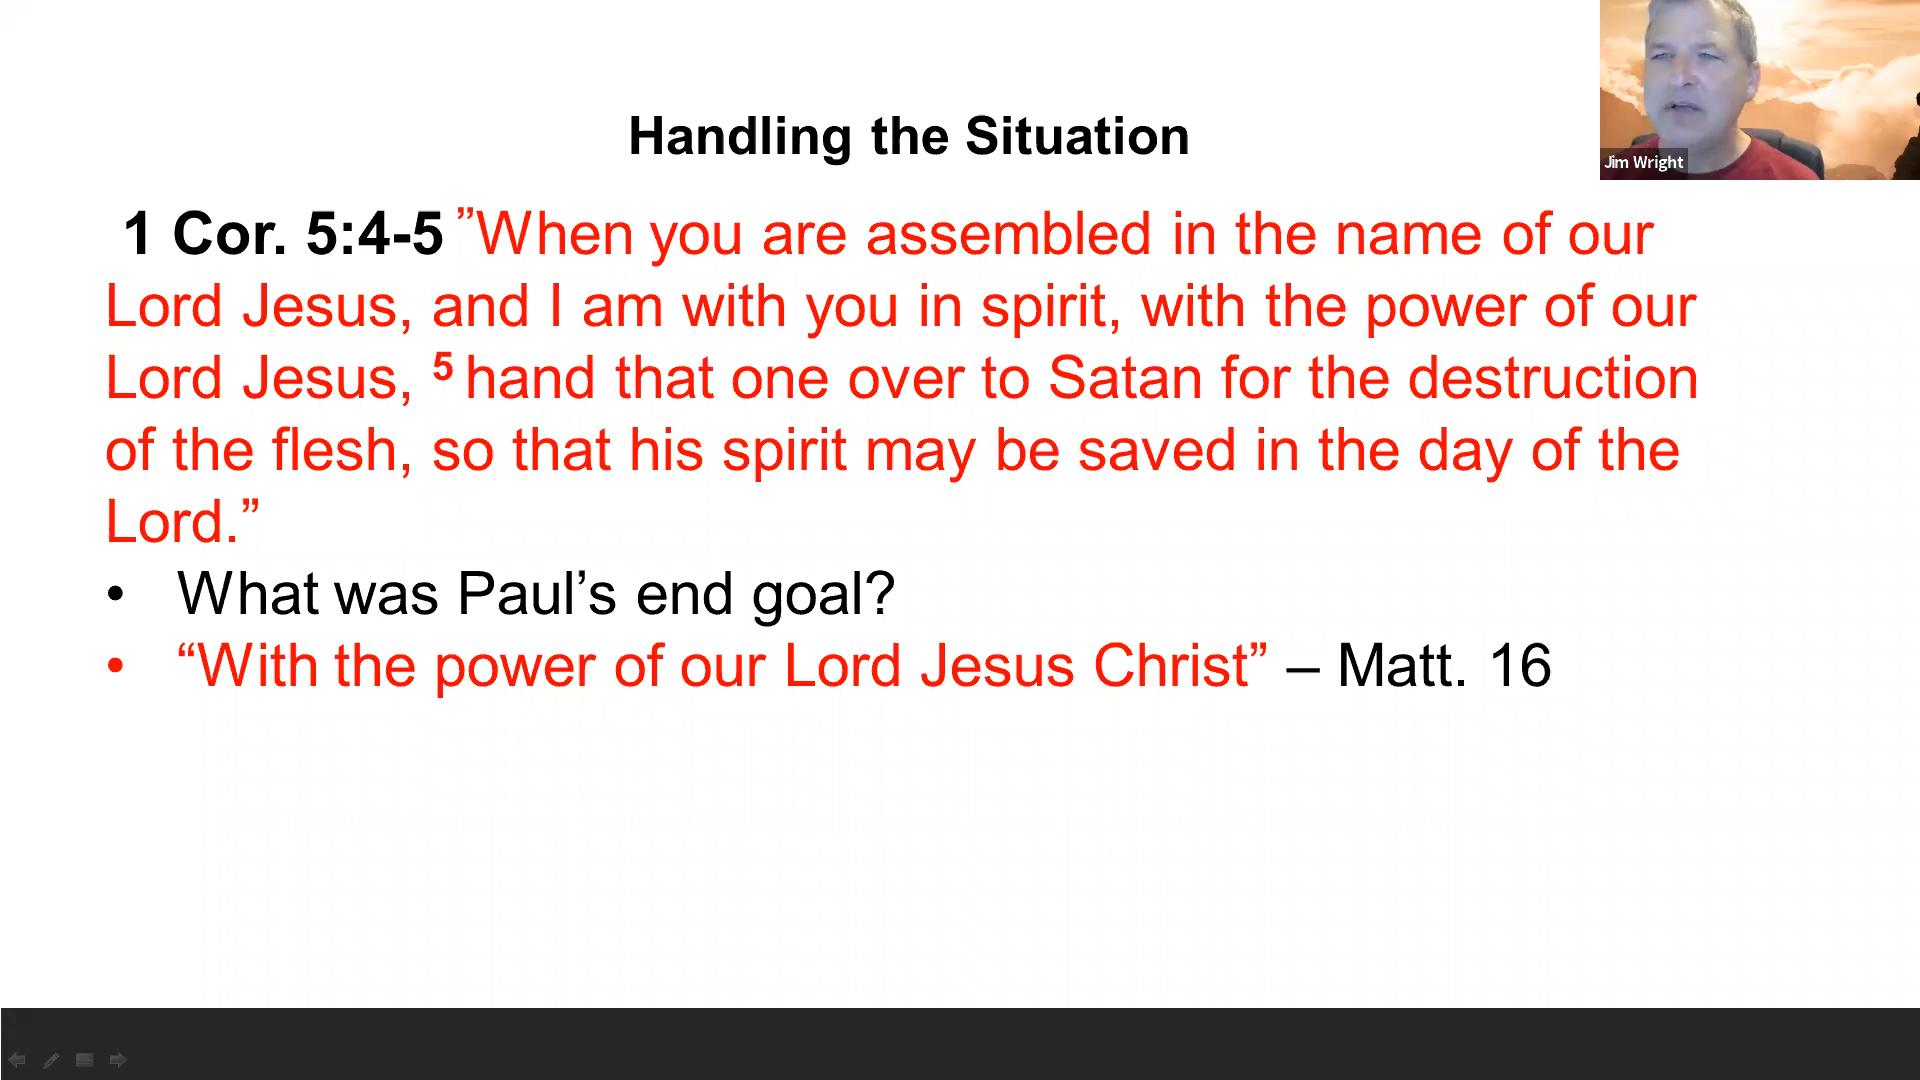 Handling the Situation
Jim Wright
1 Cor. 5:4-5 ”When you are assembled in the name of our
Lord Jesus, and I am with you in spirit, with the power of our
Lord Jesus, 5 hand that one over to Satan for the destruction
of the flesh, so that his spirit may be saved in the day of the
Lord.”
• What was Paul’s end goal?
• “With the power of our Lord Jesus Christ” – Matt. 16